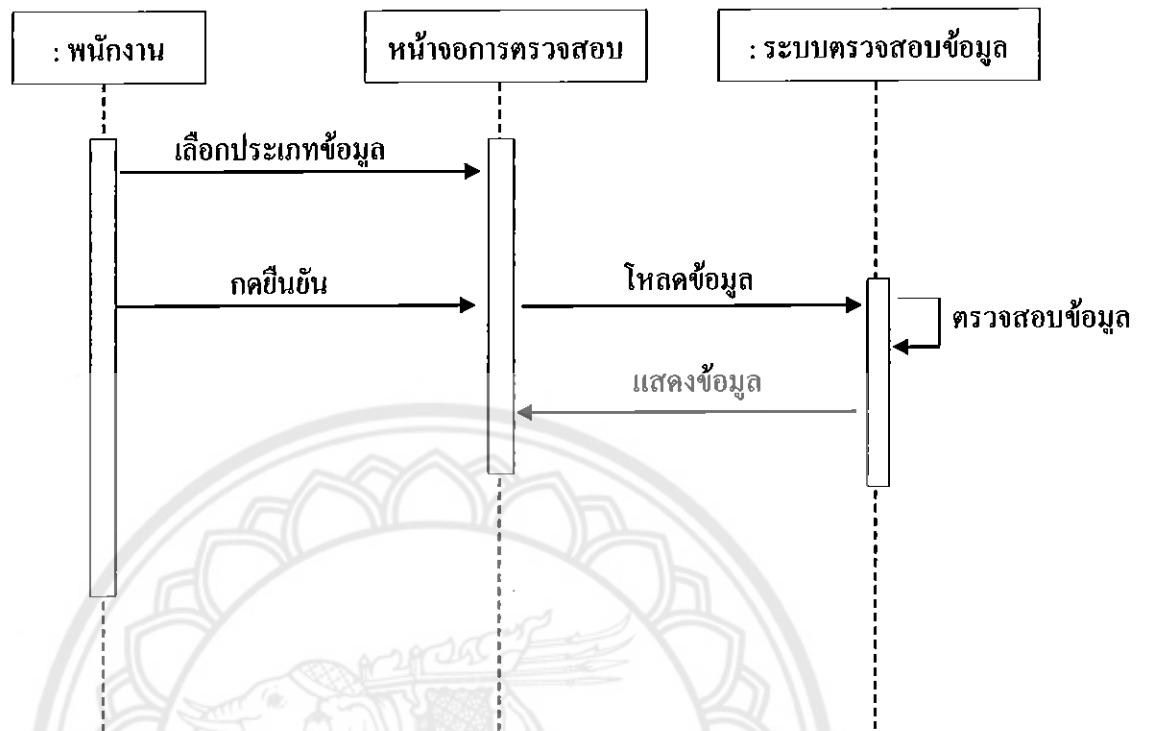 : พนักงาน
หน้าจอการตรวจสอบ
: ระบบตรวจสอบข้อมูล
เลือกประเภทข้อมูล
กดยืนยัน
โหลดข้อมูล
ตรวจสอบข้อมูล
แสดงข้อมูล